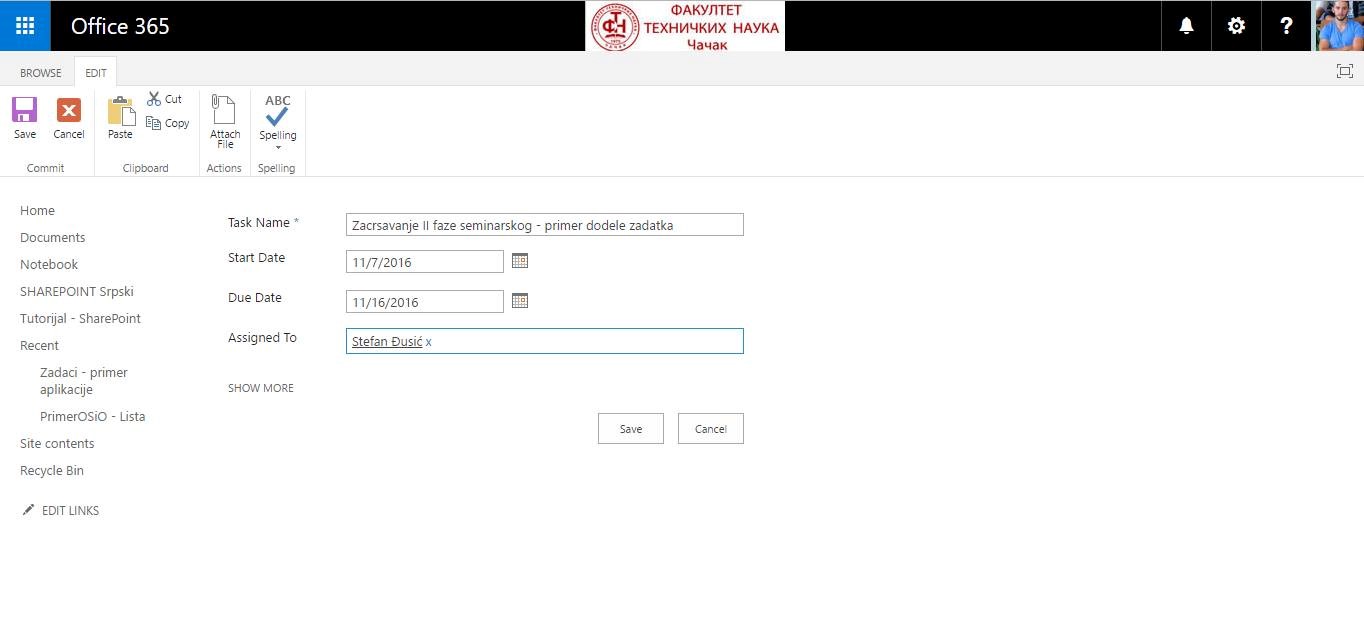 Office 365
ФАКУЛТЕТ
ТЕХНИЧКИХ НАУКА
Чачак
BROWSE
EDIT
Save
Cancel
Paste
Cut
Copy
Attach
File
ABC
Spelling
Commit
Clipboard
Actions
Spelling
Home
Documents
Notebook
SHAREPOINT Srpski
Tutorijal - SharePoint
Recent
Zadaci - primer
aplikacije
PrimerOSiO - Lista
Site contents
Recycle Bin
EDIT LINKS
Task Name *
Zacrsavanje II faze seminarskog - primer dodele zadatka
Start Date
11/7/2016
Due Date
11/16/2016
Assigned To
Stefan Đusić x
SHOW MORE
Save
Cancel